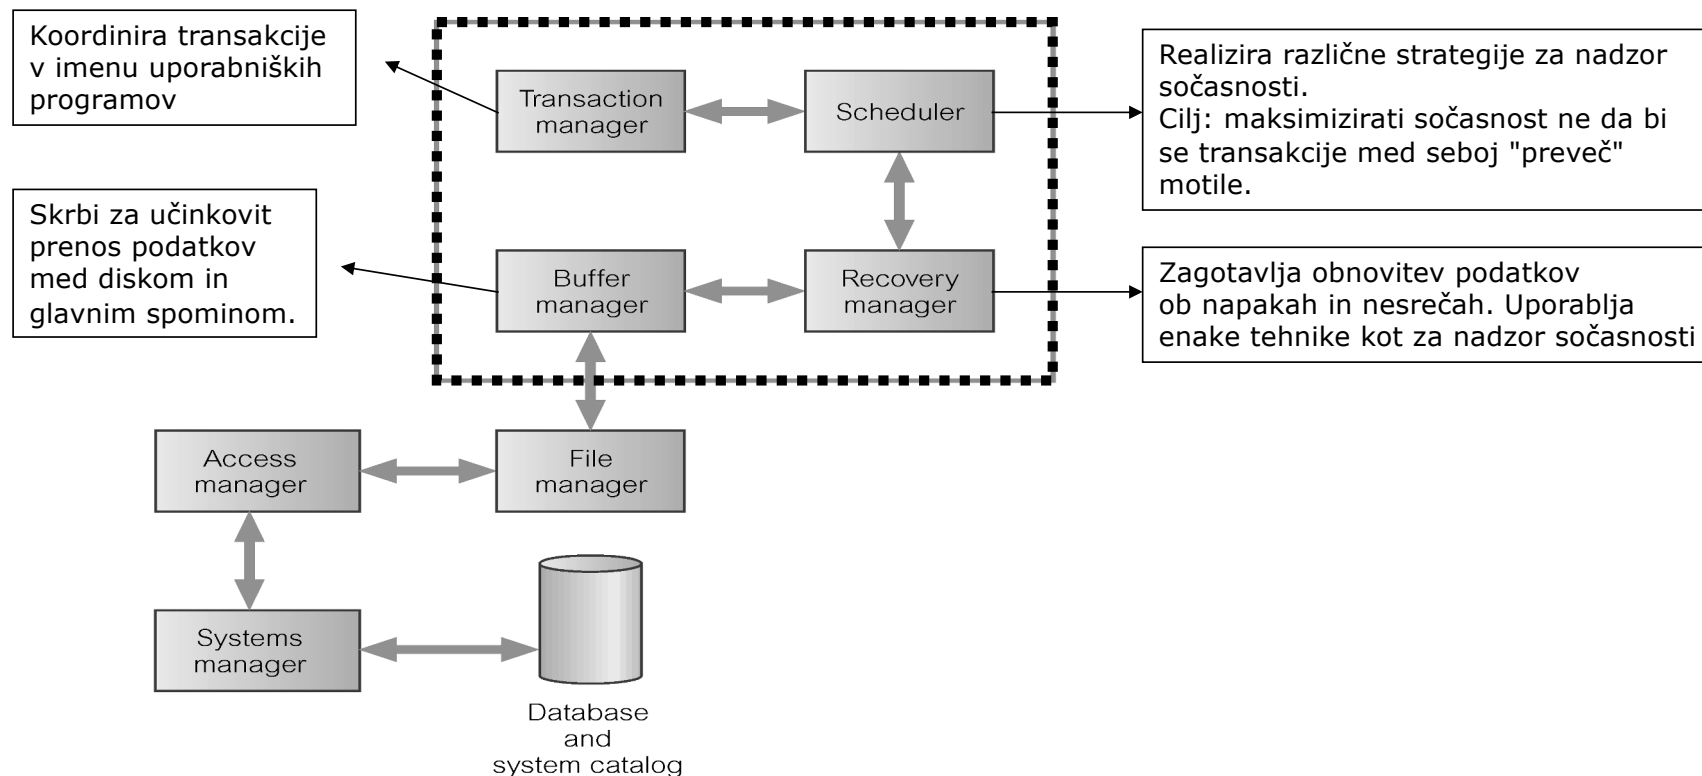 Koordinira transakcije
v imenu uporabniških
programov
Transaction
manager
Scheduler
Realizira različne strategije za nadzor
sočasnosti.
Cilj: maksimizirati sočasnost ne da bi
se transakcije med seboj "preveč"
motile.
Skrbi za učinkovit
prenos podatkov
med diskom in
glavnim spominom.
Buffer
manager
Recovery
manager
Zagotavlja obnovitev podatkov
ob napakah in nesrečah. Uporablja
enake tehnike kot za nadzor sočasnosti
Access
manager
File
manager
Systems
manager
Database
and
system catalog